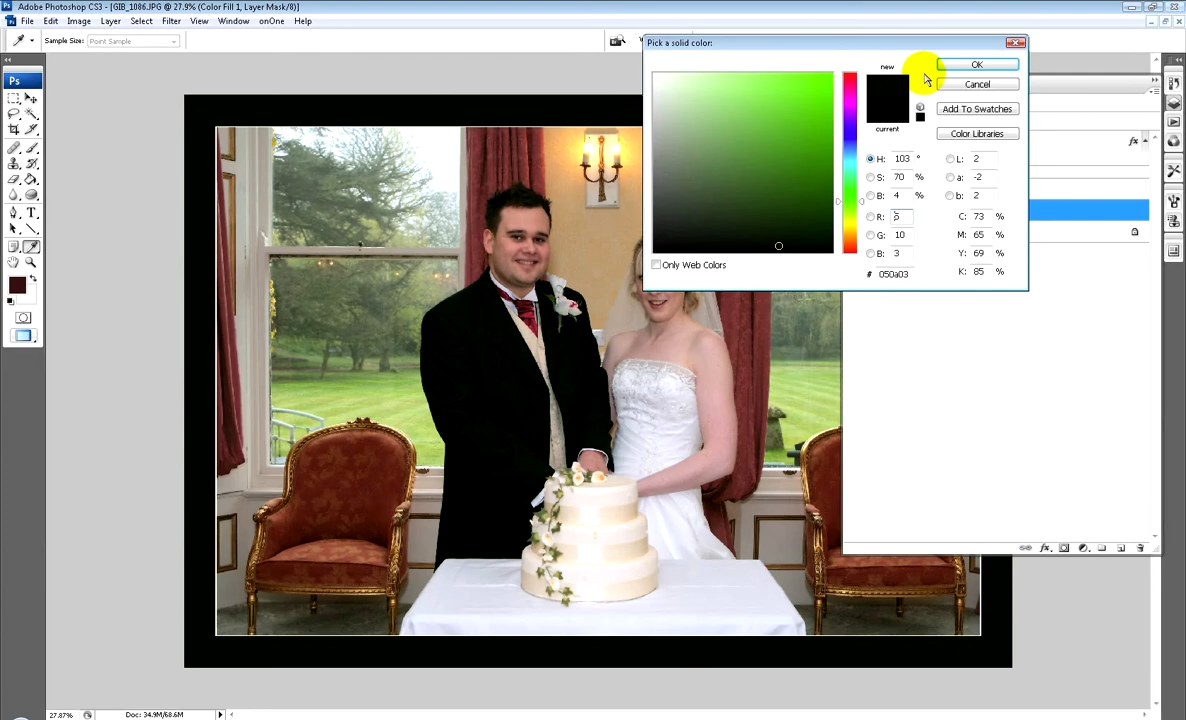 Adobe Photoshop CS3 - [GIB_1086.JPG @ 27.9% (Color Fill 1, Layer Mask/8)]
File Edit Image Layer Select Filter View Window onOne Help
Sample Size: Point Sample
Pick a solid color:
Ps
new
current
OK
Cancel
Add To Swatches
Color Libraries
H: 103 °
S: 70 %
B: 4 %
R: 5
G: 10
B: 3
# 050a03
L: 2
a: -2
b: 2
C: 73 %
M: 65 %
Y: 69 %
K: 85 %
Only Web Colors
fx
T
fx
27.87%
Doc: 34.9M/68.6M